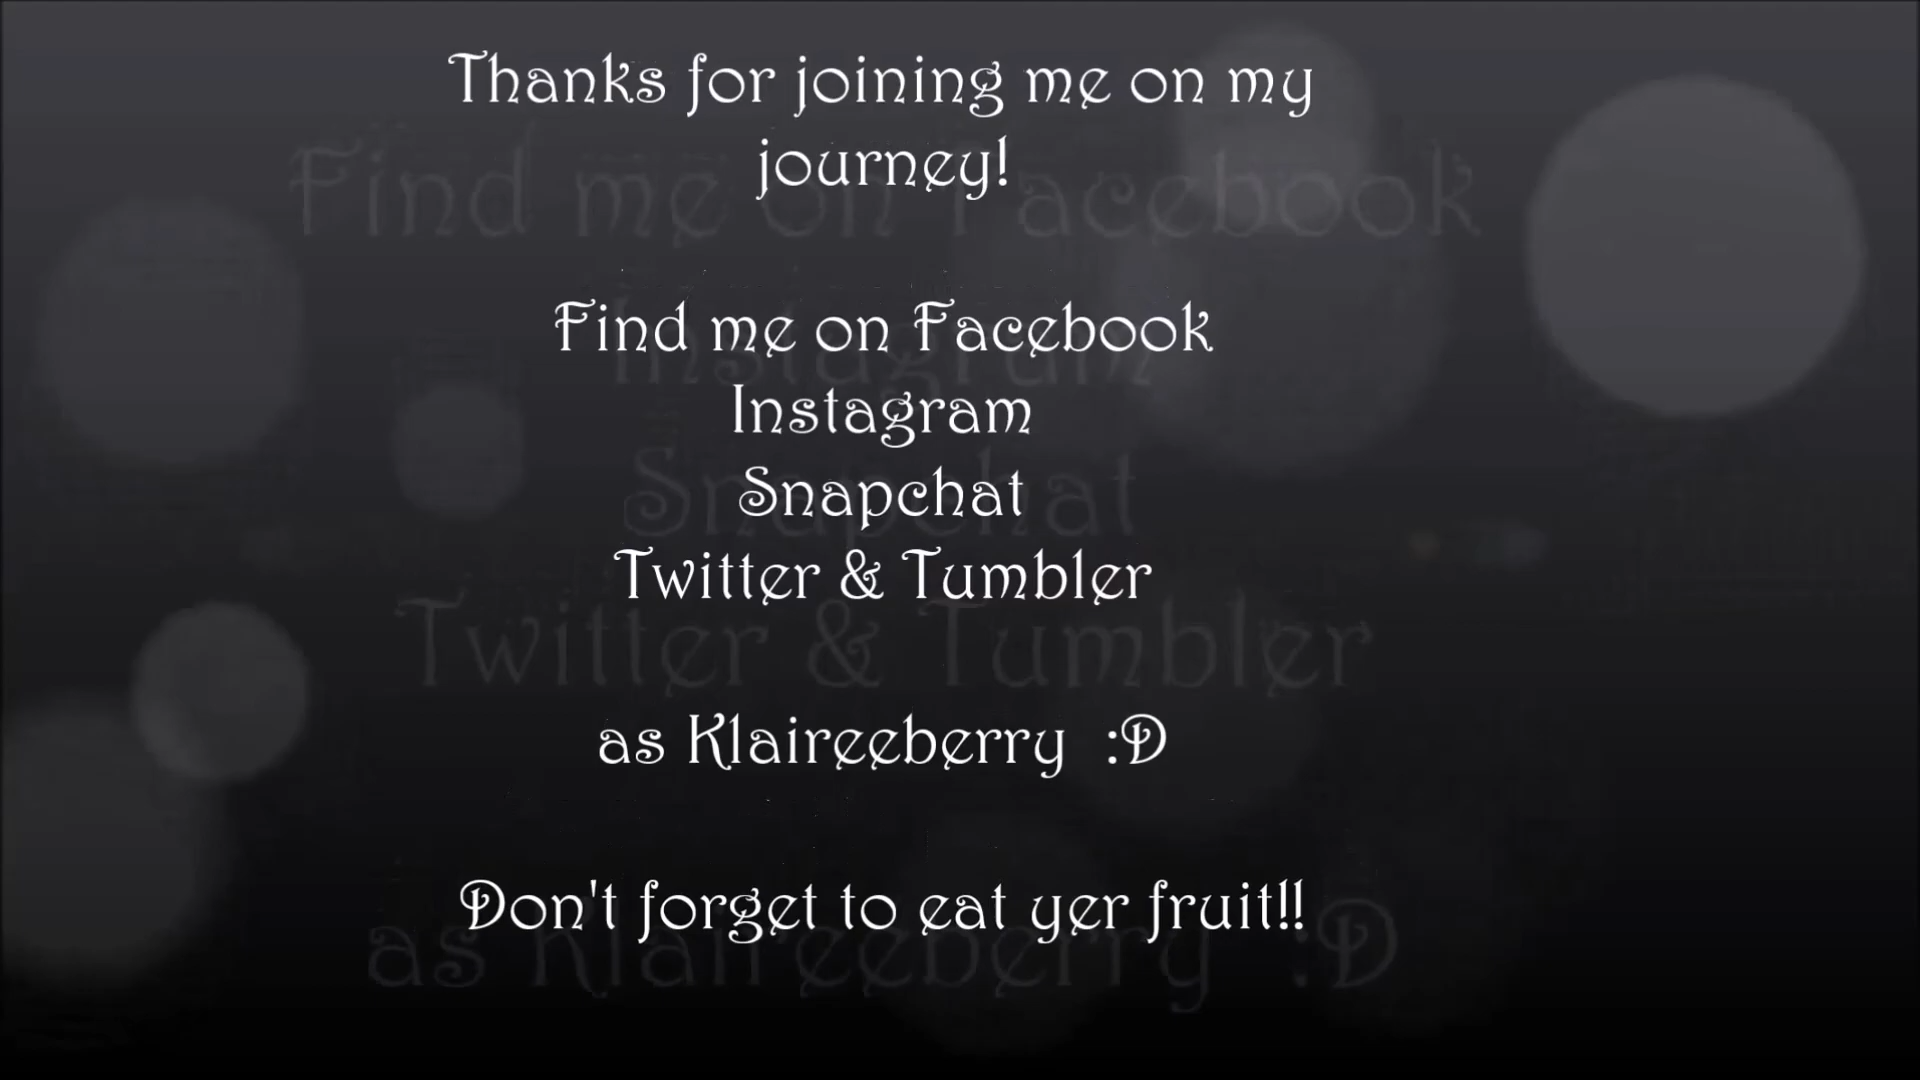 Thanks for joining me on my
journey!
Find me on Facebook
Instagram
Snapchat
Twitter & Tumbler
as Klaireeberry :D
Don't forget to eat yer fruit!!